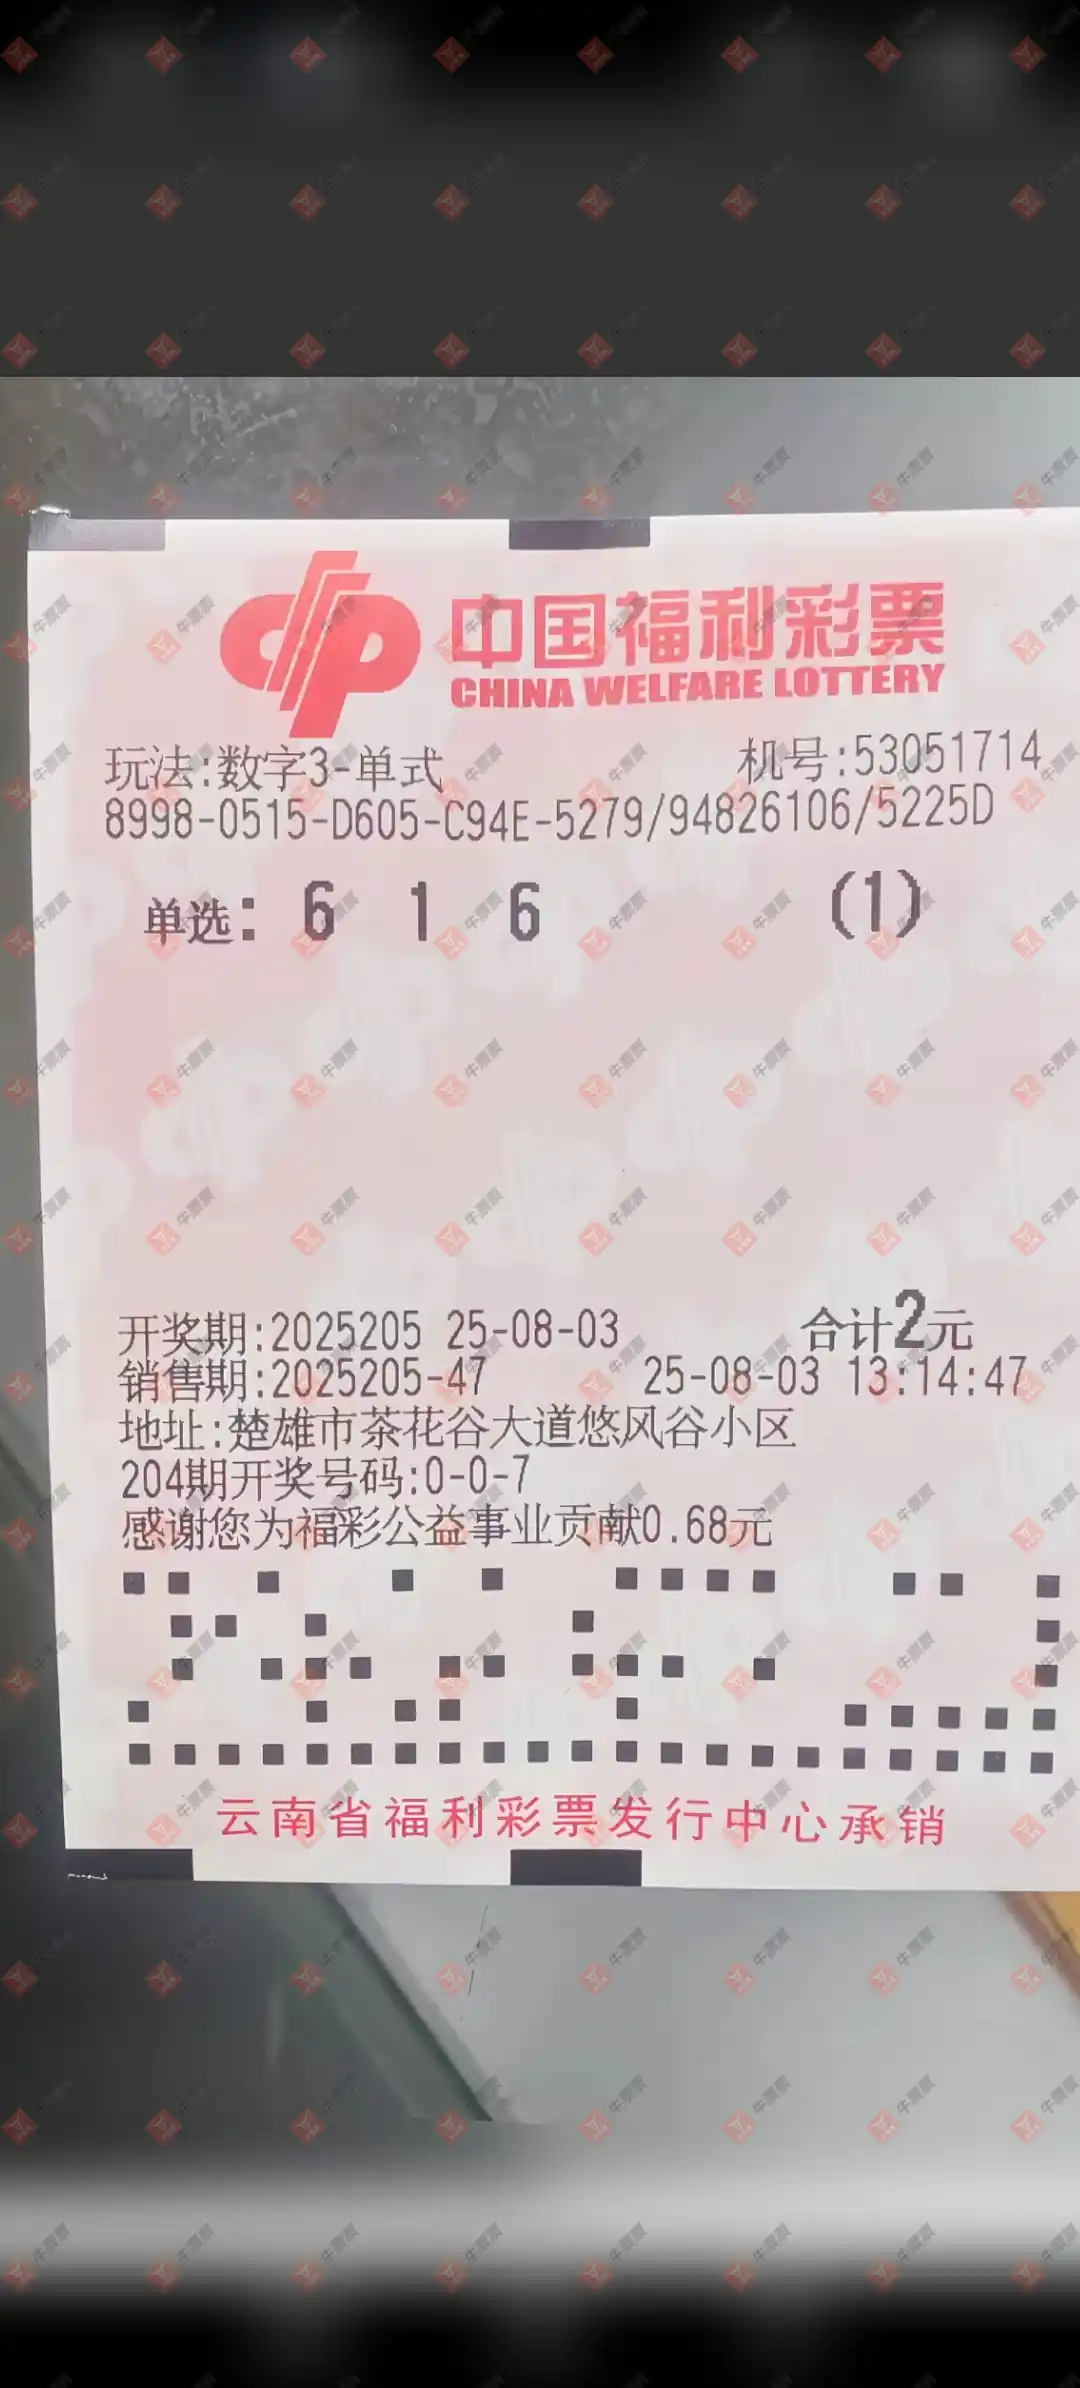 中国福利彩票
CHINA WELFARE LOTTERY
玩法:数字3-单式 机号:53051714
8998-0515-D605-C94E-5279/94826106/5225D
单选: 6 1 6 (1)
开奖期:2025205 25-08-03 合计2元
销售期:2025205-47 25-08-03 13:14:47
地址:楚雄市茶花谷大道悠风谷小区
204期开奖号码:0-0-7
感谢您为福彩公益事业贡献0.68元
云南省福利彩票发行中心承销
牛票票